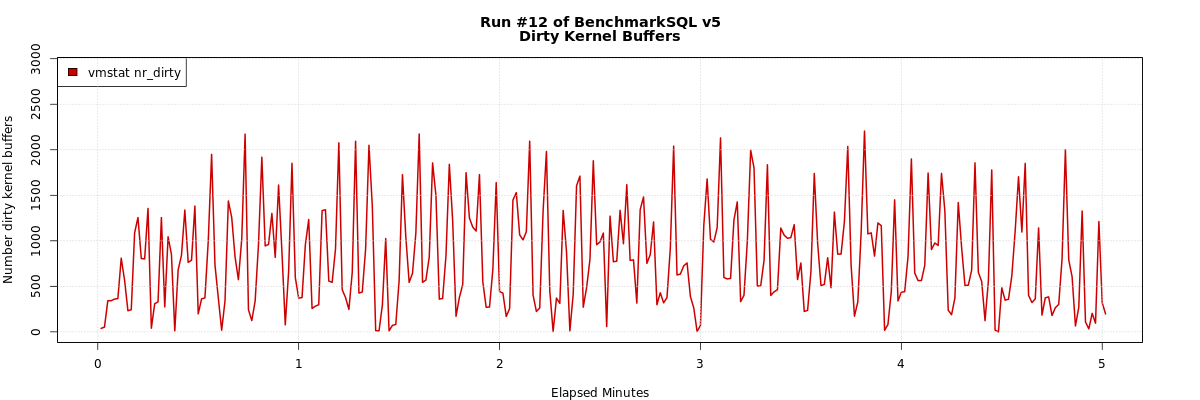 Run #12 of BenchmarkSQL v5
Dirty Kernel Buffers
Number dirty kernel buffers
3000
2500
2000
1500
1000
500
0
vmstat nr_dirty
0 1 2 3 4 5
Elapsed Minutes